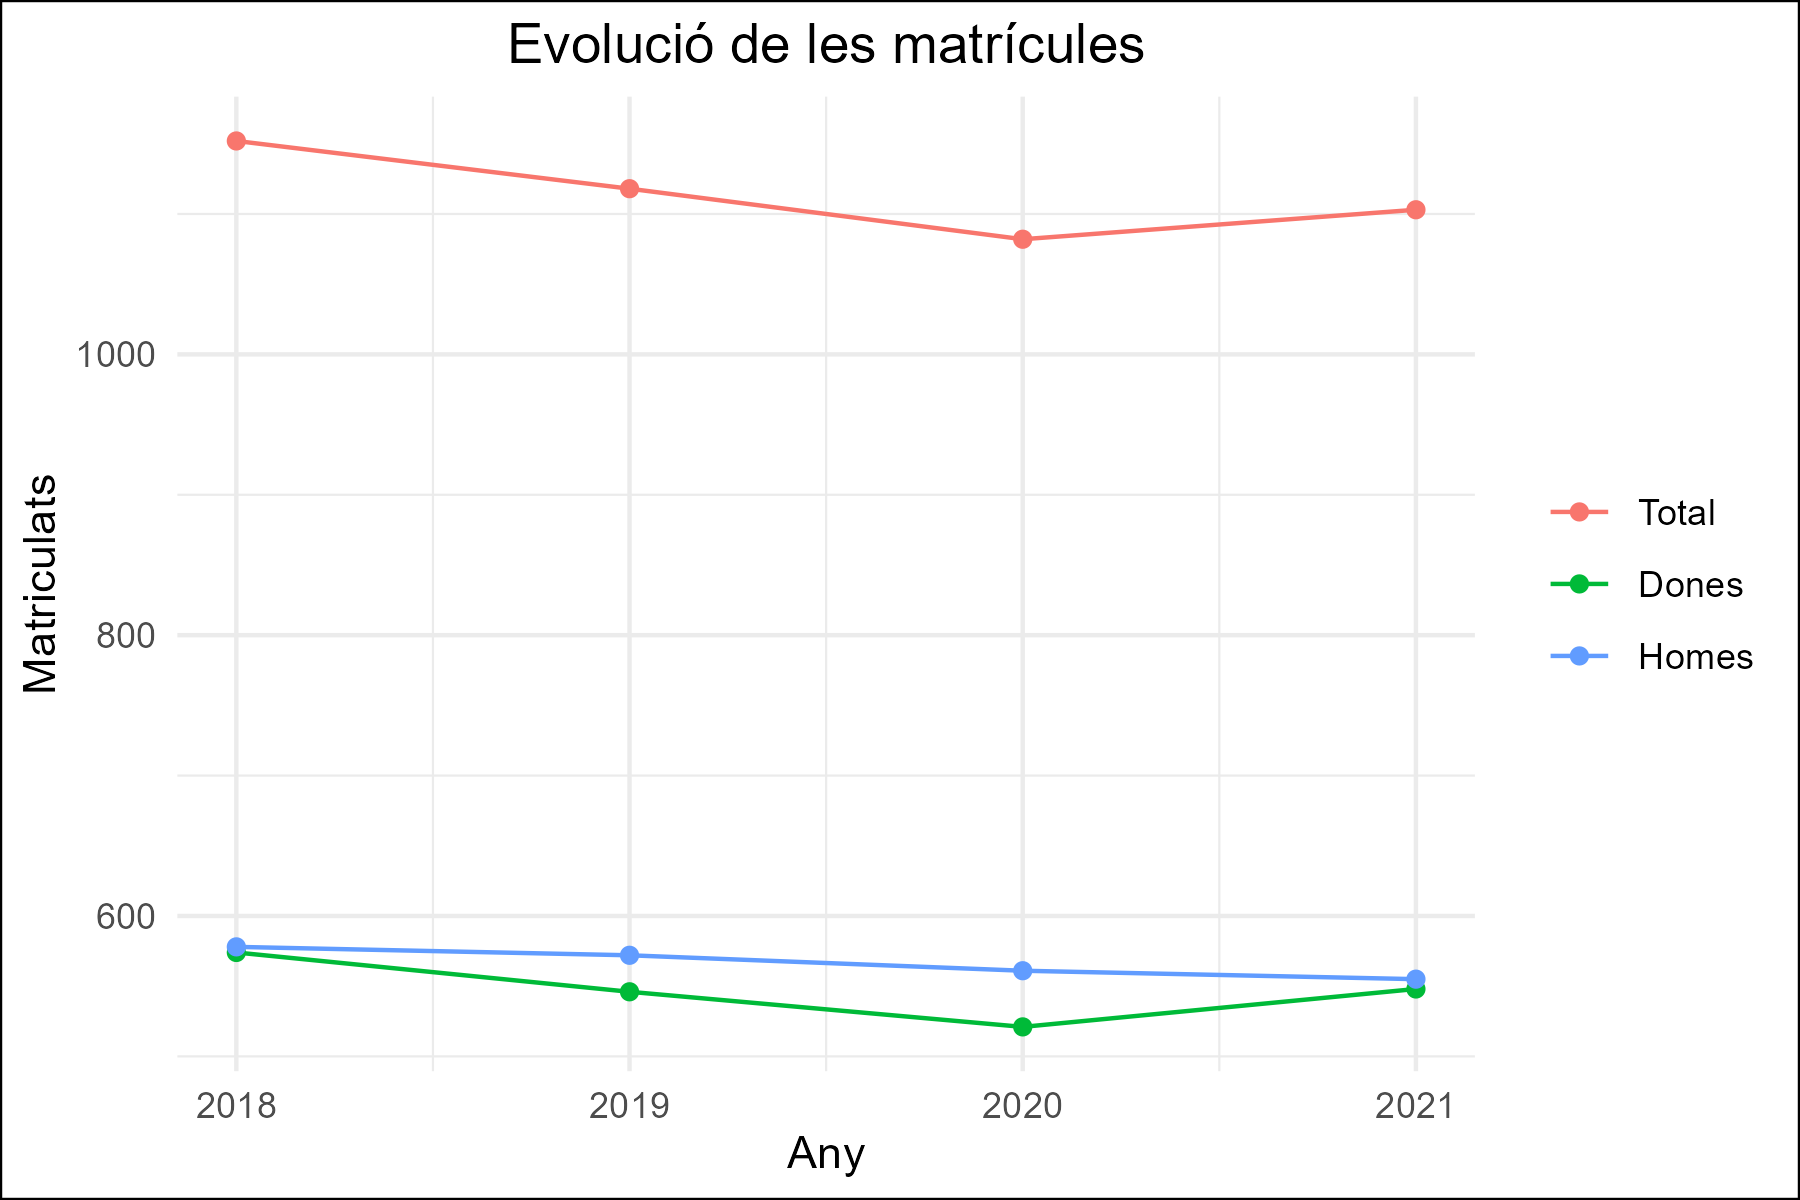 Evolució de les matrícules
Matriculats
1000
800
600
2018
2019
2020
2021
Any
Total
Dones
Homes